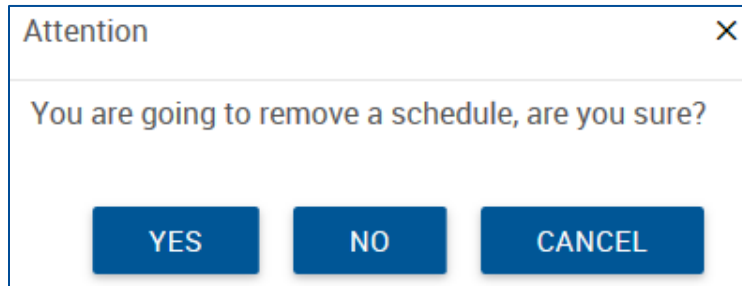 Attention
You are going to remove a schedule, are you sure?
YES NO CANCEL